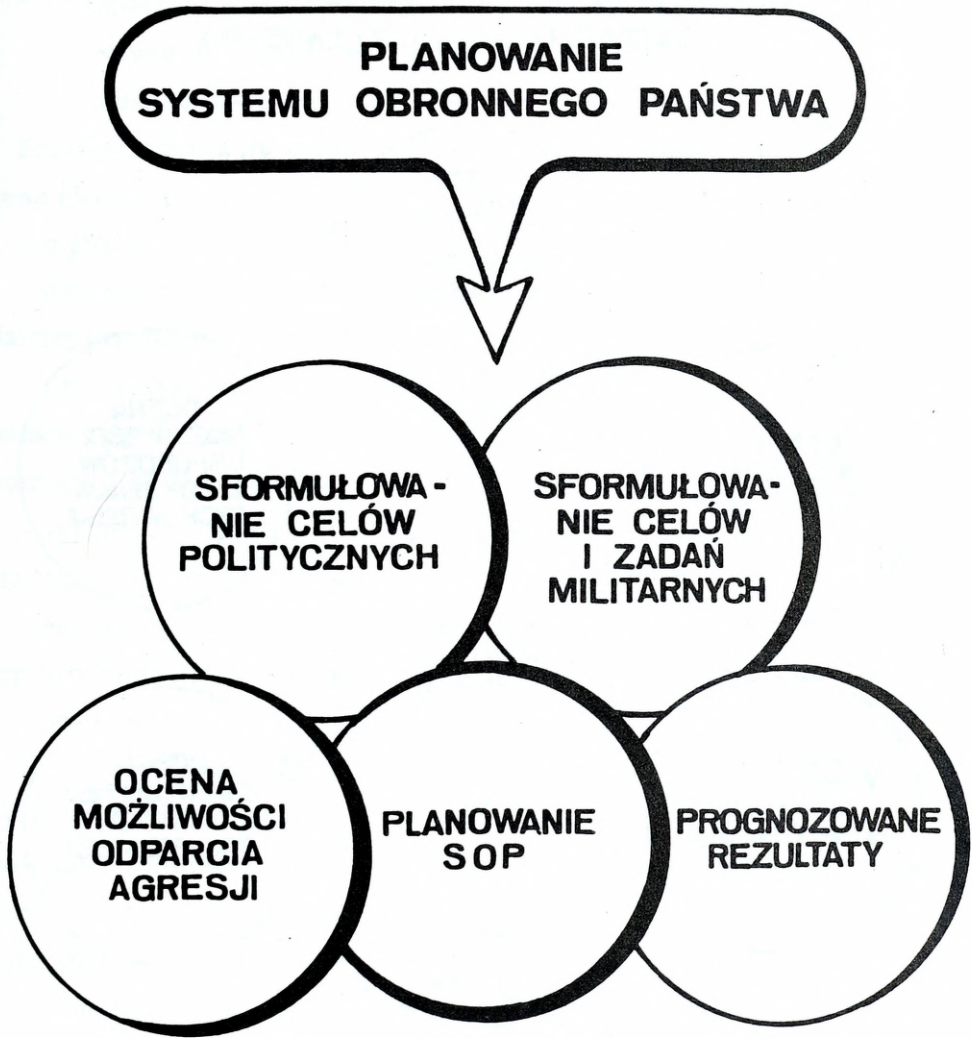 PLANOWANIE
SYSTEMU OBRONNEGO PAŃSTWA
SFORMUŁOWA-
NIE CELÓW
POLITYCZNYCH
SFORMUŁOWA-
NIE CELÓW
I ZADAŃ
MILITARNYCH
OCENA
MOŻLIWOŚCI
ODPARCIA
AGRESJI
PLANOWANIE
SOP
PROGNOZOWANE
REZULTATY